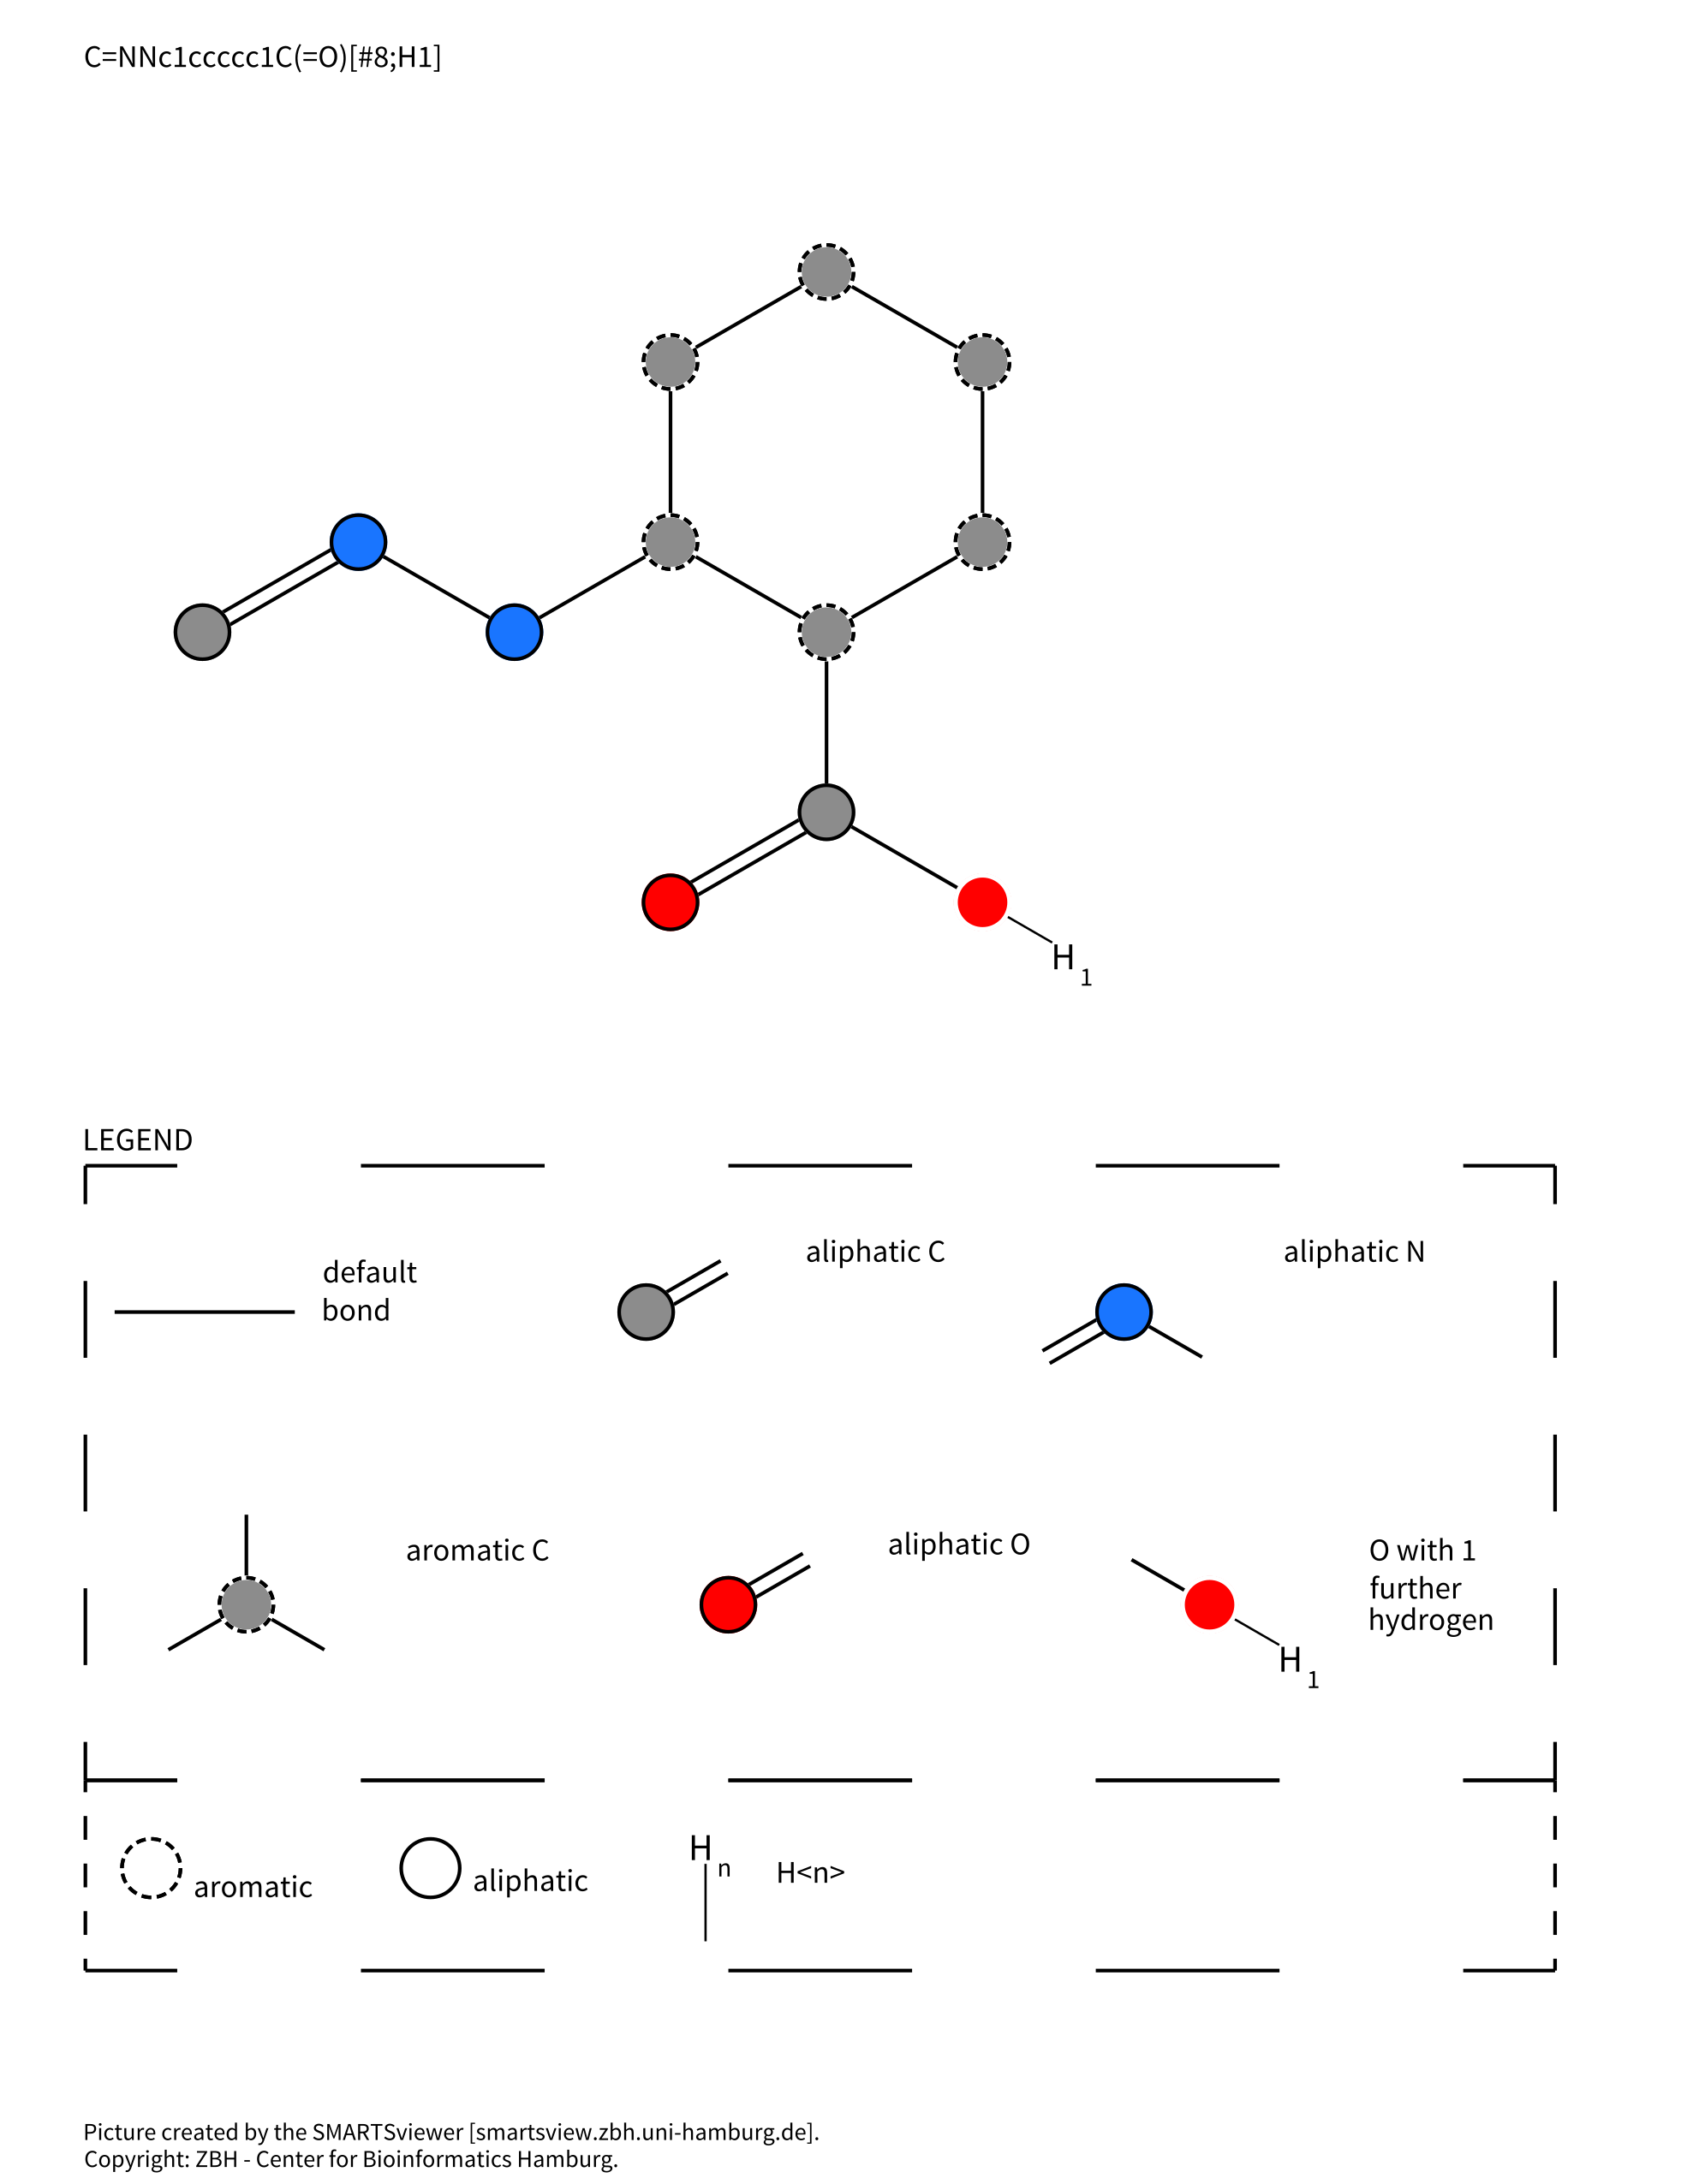 C=NNc1ccccc1C(=O)[#8;H1]
H 1
LEGEND
default
bond
aliphatic C
aliphatic N
aromatic C
aliphatic O
O with 1
further
hydrogen
H 1
aromatic
aliphatic
H n
H<n>
Picture created by the SMARTSviewer [smartsview.zbh.uni-hamburg.de].
Copyright: ZBH - Center for Bioinformatics Hamburg.